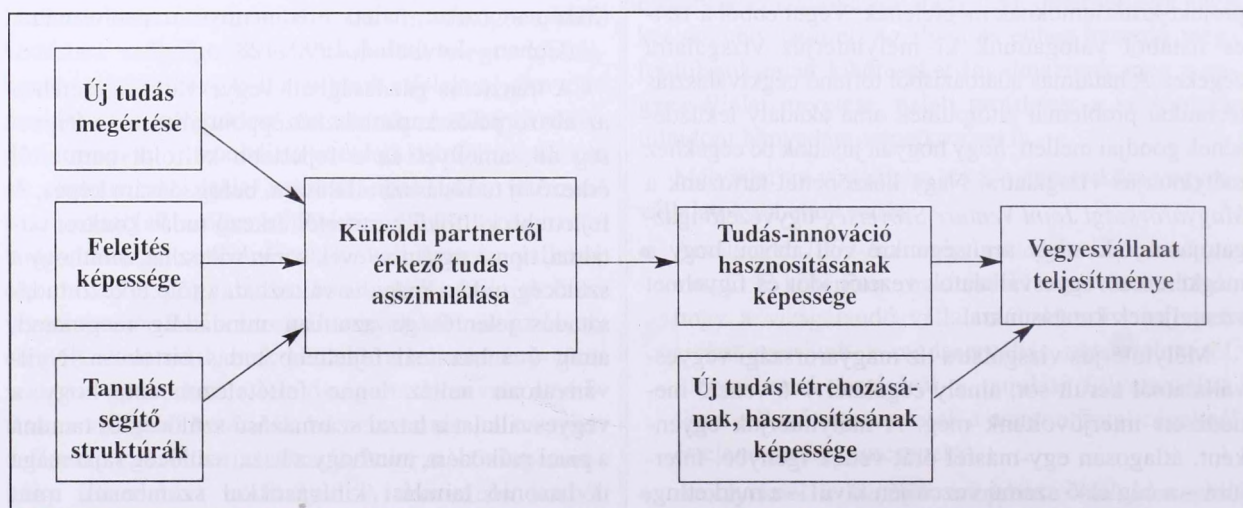 Új tudás
megértése
Felejtés
képessége
Tanulást
segítő
struktúrák
Külföldi partnertől
érkező tudás
asszimilálása
Tudás-innováció
hasznosításának
képessége
Új tudás létrehozásá-
nak, hasznosításának
képessége
Vegyesvállalat
teljesítménye